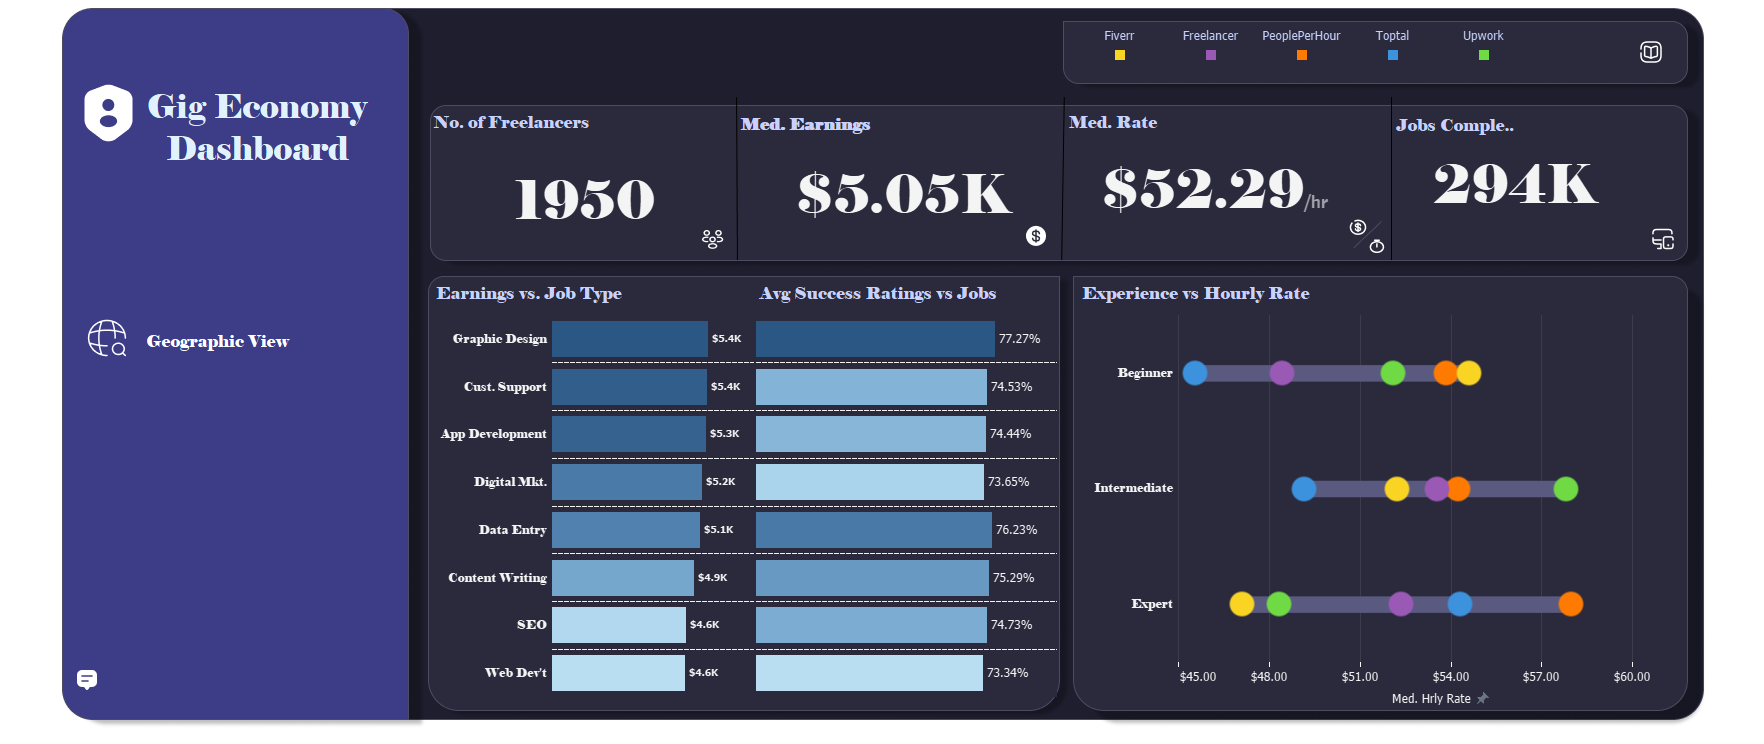 Gig Economy
Dashboard
Geographic View
Fiverr Freelancer PeoplePerHour Toptal Upwork
No. of Freelancers
1950
Med. Earnings
$5.05K
Med. Rate
$52.29/hr
Jobs Comple..
294K
Earnings vs. Job Type
Avg Success Ratings vs Jobs
Graphic Design $5.4K 77.27%
Cust. Support $5.4K 74.53%
App Development $5.3K 74.44%
Digital Mkt. $5.2K 73.65%
Data Entry $5.1K 76.23%
Content Writing $4.9K 75.29%
SEO $4.6K 74.73%
Web Dev't $4.6K 73.34%
Experience vs Hourly Rate
Beginner
Intermediate
Expert
$45.00 $48.00 $51.00 $54.00 $57.00 $60.00
Med. Hrly Rate